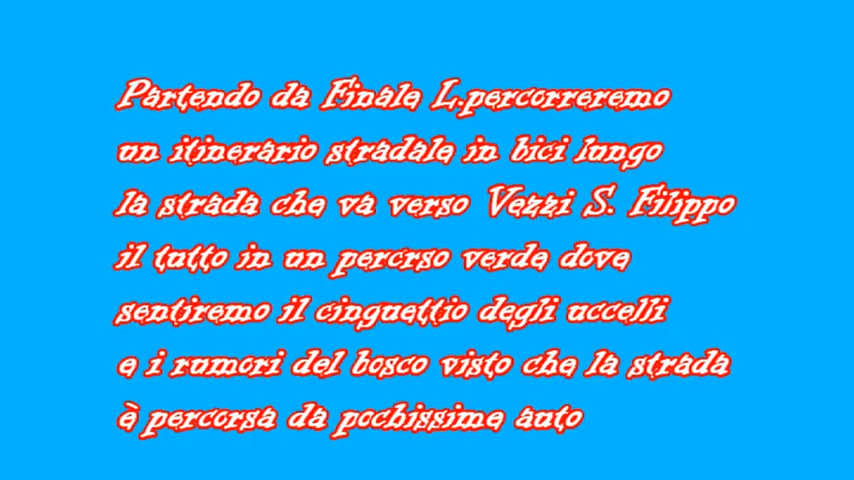 Partendo da Finale L.percorreremo
un itinerario stradale in bici lungo
la strada che va verso Vezzi S. Filippo
il tutto in un percrso verde dove
sentiremo il cinguettio degli uccelli
e i rumori del bosco visto che la strada
è percorsa da pochissime auto